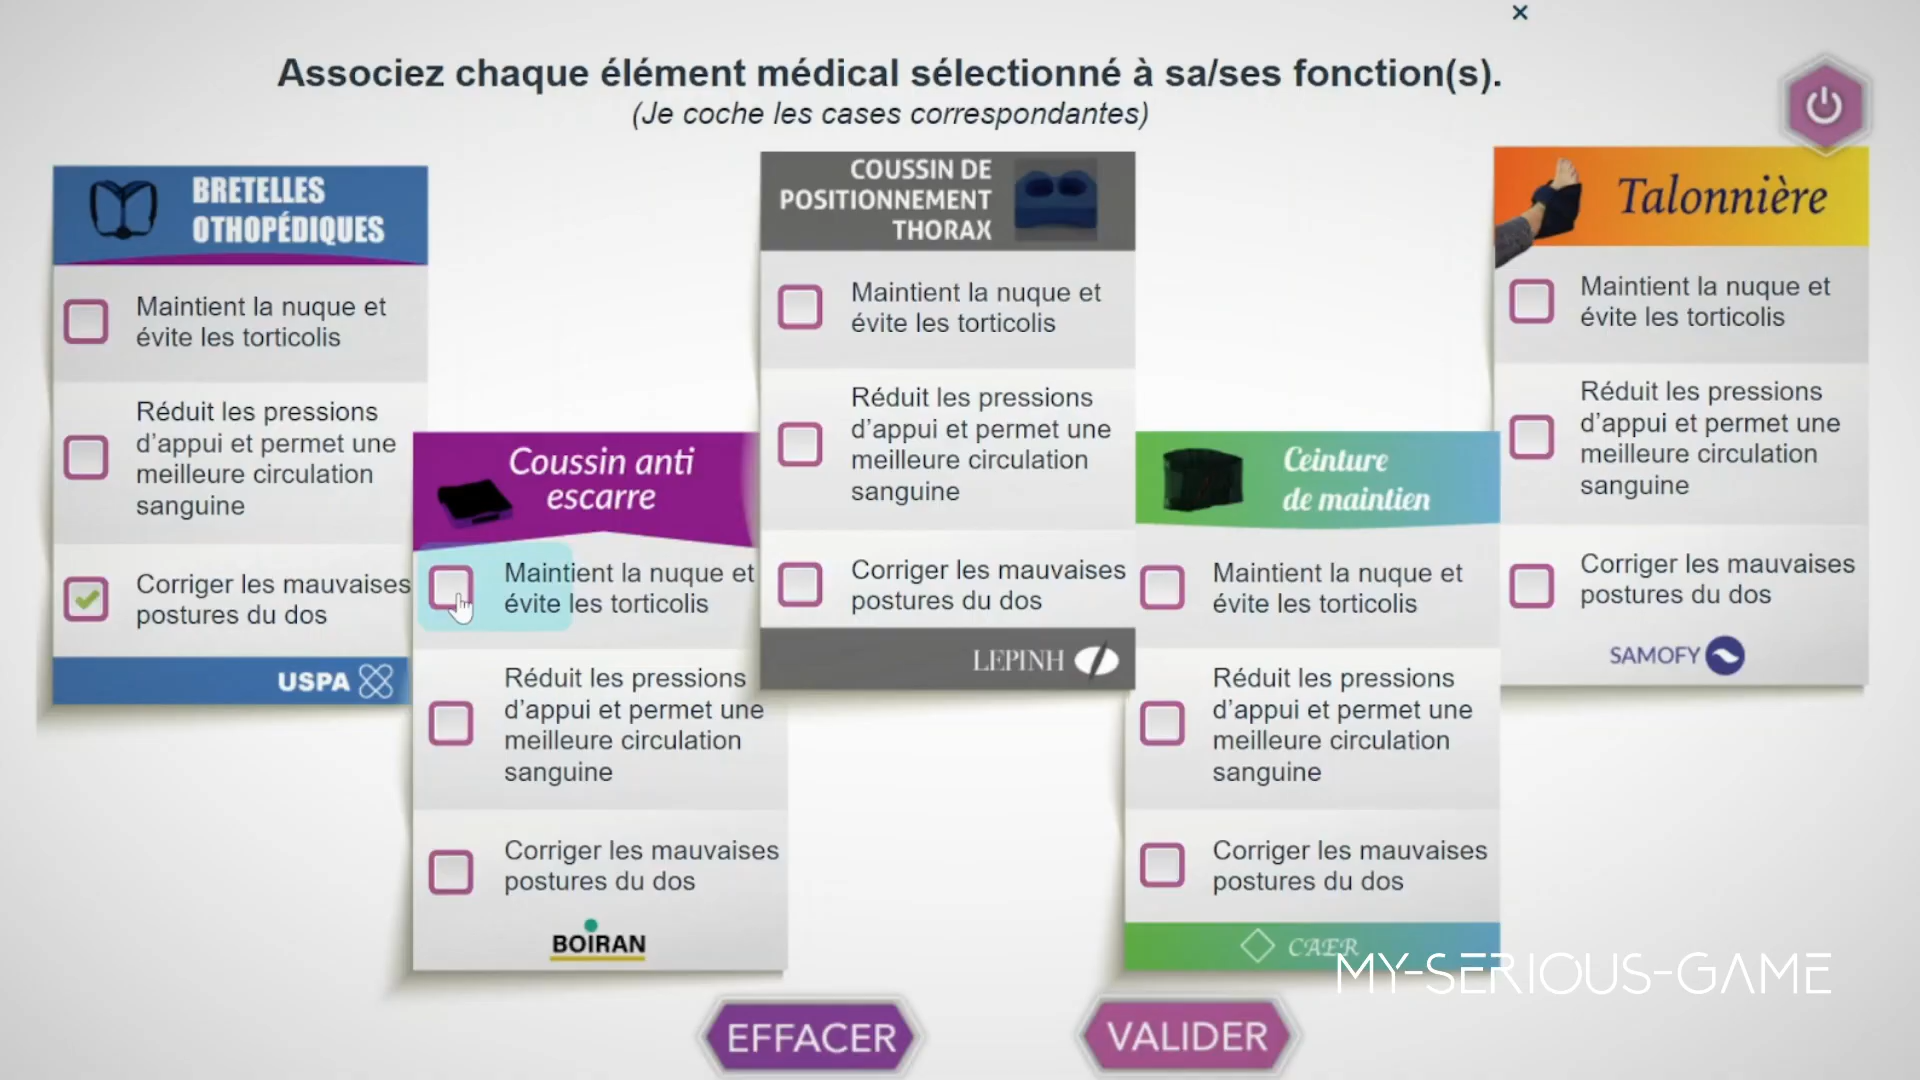 Associez chaque élément médical sélectionné à sa/ses fonction(s).
(Je coche les cases correspondantes)
BRETELLES
OTHOPÉDIQUES
Maintient la nuque et
évite les torticolis
Réduit les pressions
d’appui et permet une
meilleure circulation
sanguine
Corriger les mauvaises
postures du dos
USPA
Coussin anti
escarre
Maintient la nuque et
évite les torticolis
Réduit les pressions
d’appui et permet une
meilleure circulation
sanguine
Corriger les mauvaises
postures du dos
BOIRAN
COUSSIN DE
POSITIONNEMENT
THORAX
Maintient la nuque et
évite les torticolis
Réduit les pressions
d’appui et permet une
meilleure circulation
sanguine
Corriger les mauvaises
postures du dos
LEPINH
Ceinture
de maintien
Maintient la nuque et
évite les torticolis
Réduit les pressions
d’appui et permet une
meilleure circulation
sanguine
Corriger les mauvaises
postures du dos
CAER
Talonnière
Maintient la nuque et
évite les torticolis
Réduit les pressions
d’appui et permet une
meilleure circulation
sanguine
Corriger les mauvaises
postures du dos
SAMOFY
MY-SERIOUS-GAME
EFFACER
VALIDER